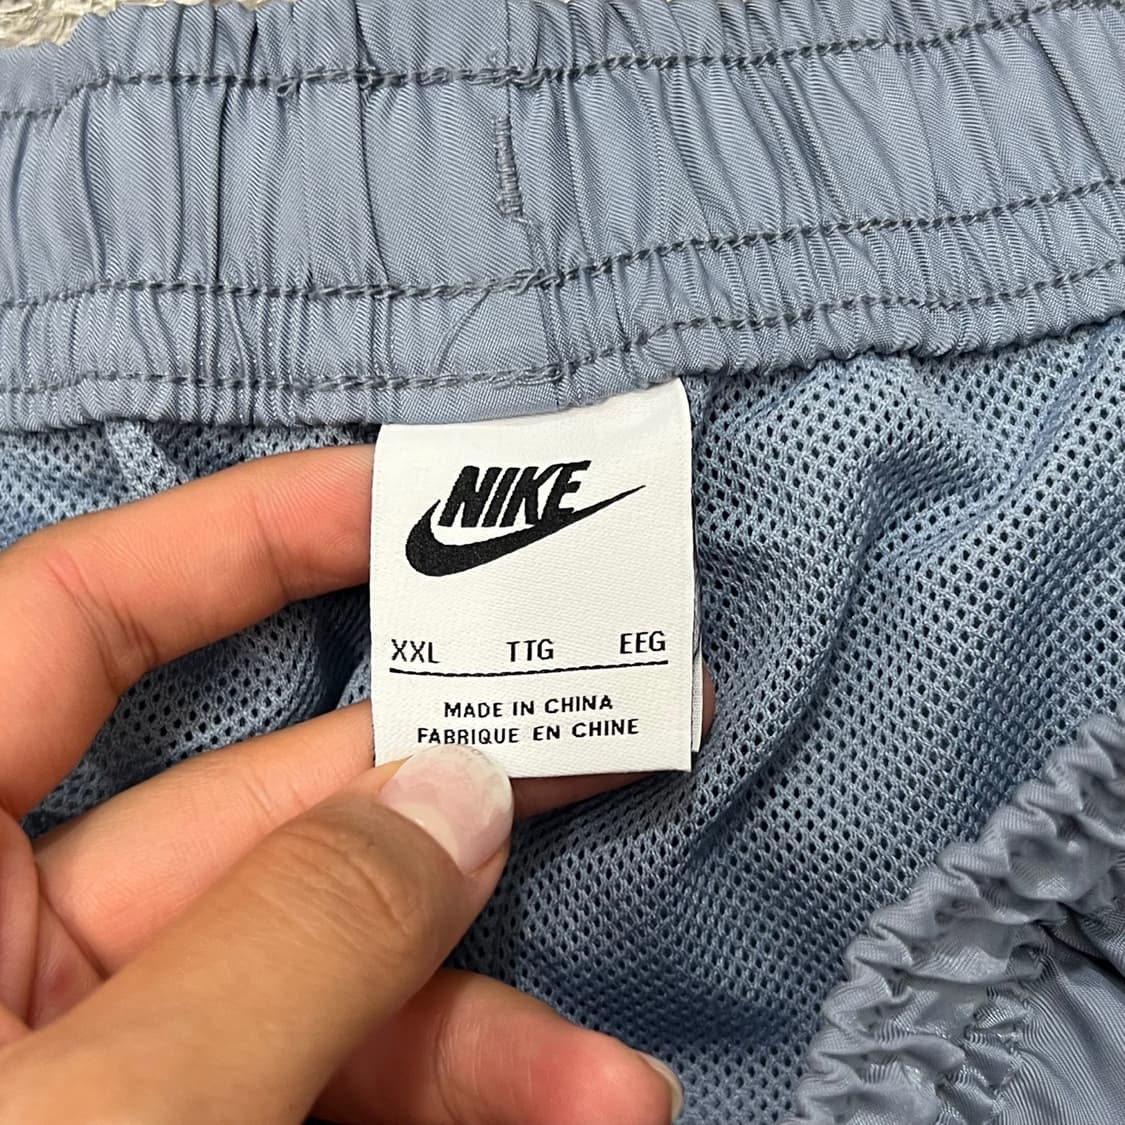 NIKE
XXL TTG EEG
MADE IN CHINA
FABRIQUE EN CHINE